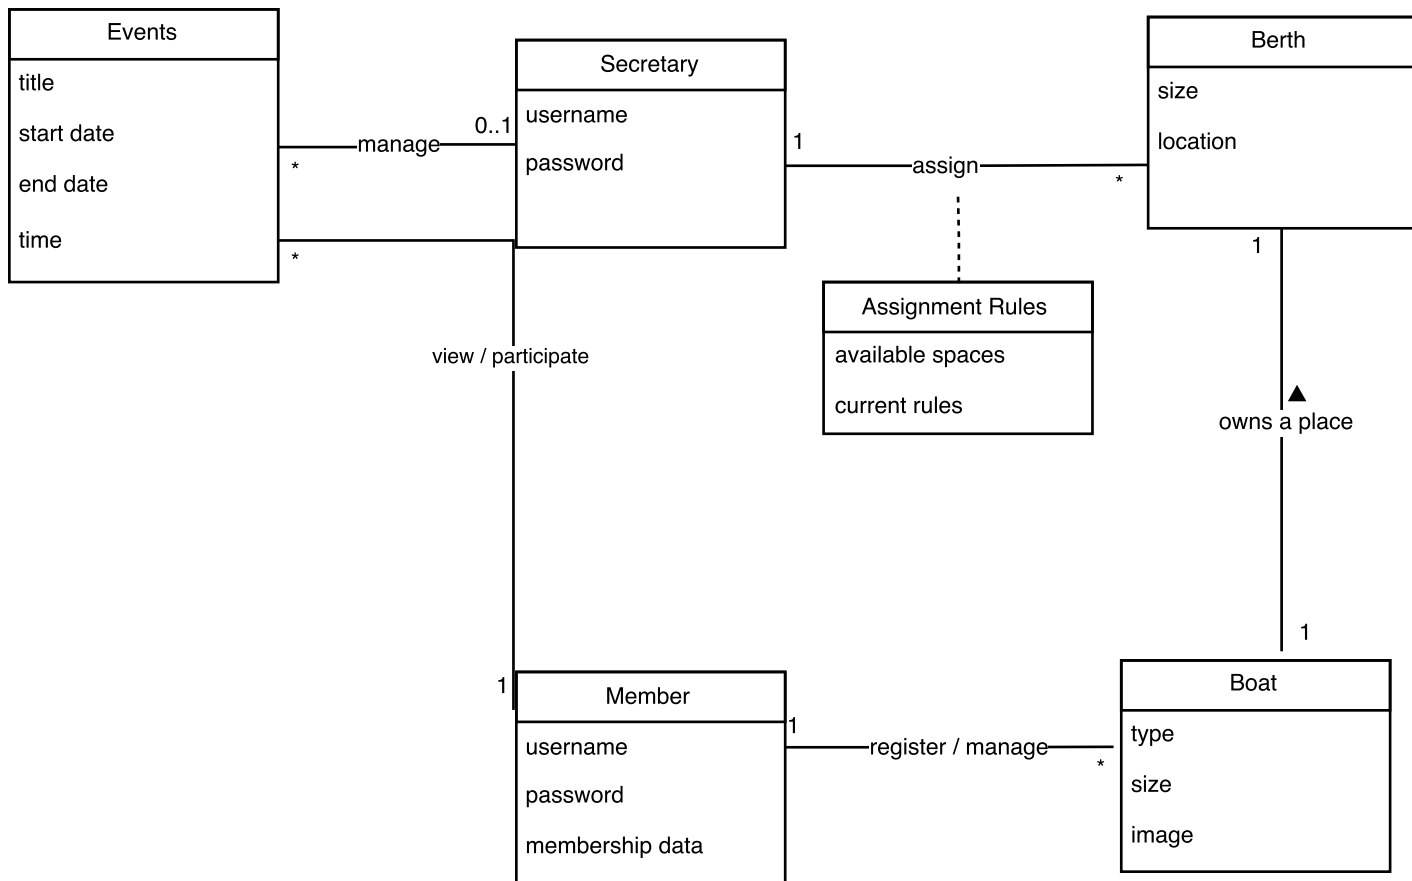 Events
title
start date
end date
time
manage
*
0..1
*
Secretary
username
password
1
assign
*
Berth
size
location
1
Assignment Rules
available spaces
current rules
view / participate
▲
owns a place
1
1
Member
username
password
membership data
1
register / manage
*
Boat
type
size
image